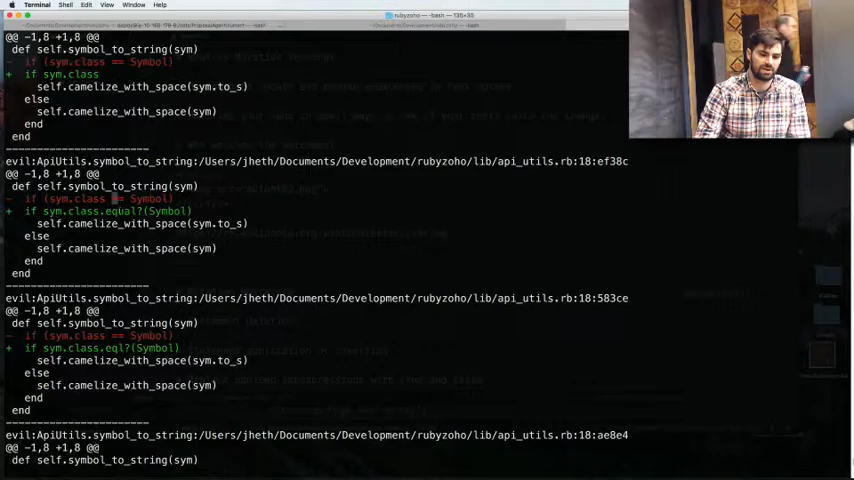 Terminal Shell Edit View Window Help
rubyzoho — -bash — 135×35
@@ -1,8 +1,8 @@
def self.symbol_to_string(sym)
- if (sym.class == Symbol)
+ if sym.class
self.camelize_with_space(sym.to_s)
else
self.camelize_with_space(sym)
end
end
-----------------------
evil:ApiUtils.symbol_to_string:/Users/jheth/Documents/Development/rubyzoho/lib/api_utils.rb:18:ef38c
@@ -1,8 +1,8 @@
def self.symbol_to_string(sym)
- if (sym.class == Symbol)
+ if sym.class.equal?(Symbol)
self.camelize_with_space(sym.to_s)
else
self.camelize_with_space(sym)
end
end
-----------------------
evil:ApiUtils.symbol_to_string:/Users/jheth/Documents/Development/rubyzoho/lib/api_utils.rb:18:583ce
@@ -1,8 +1,8 @@
def self.symbol_to_string(sym)
- if (sym.class == Symbol)
+ if sym.class.eql?(Symbol)
self.camelize_with_space(sym.to_s)
else
self.camelize_with_space(sym)
end
end
-----------------------
evil:ApiUtils.symbol_to_string:/Users/jheth/Documents/Development/rubyzoho/lib/api_utils.rb:18:ae8e4
@@ -1,8 +1,8 @@
def self.symbol_to_string(sym)